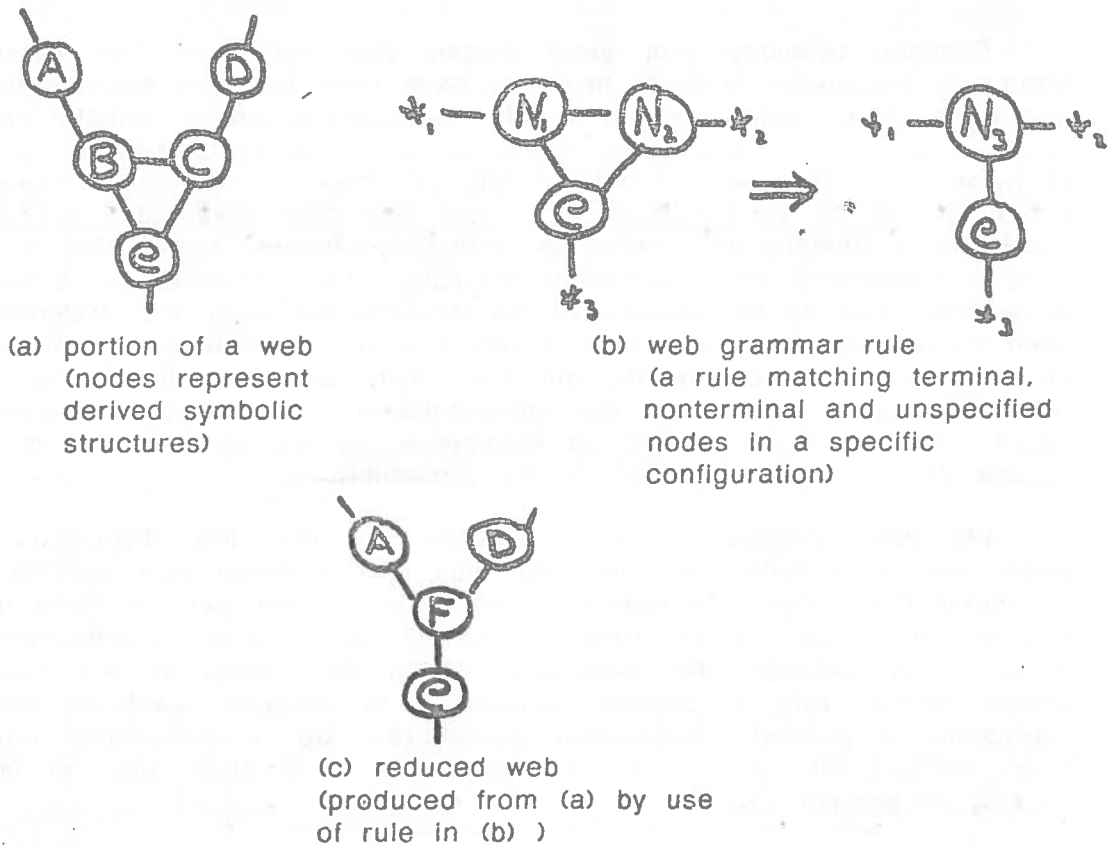 A D
B C
e
*1 N1 N2 *2
e
*3
⇒
*1 N3 *2
e
*3
(a) portion of a web
(nodes represent
derived symbolic
structures)
(b) web grammar rule
(a rule matching terminal,
nonterminal and unspecified
nodes in a specific
configuration)
A D
F
e
(c) reduced web
(produced from (a) by use
of rule in (b) )